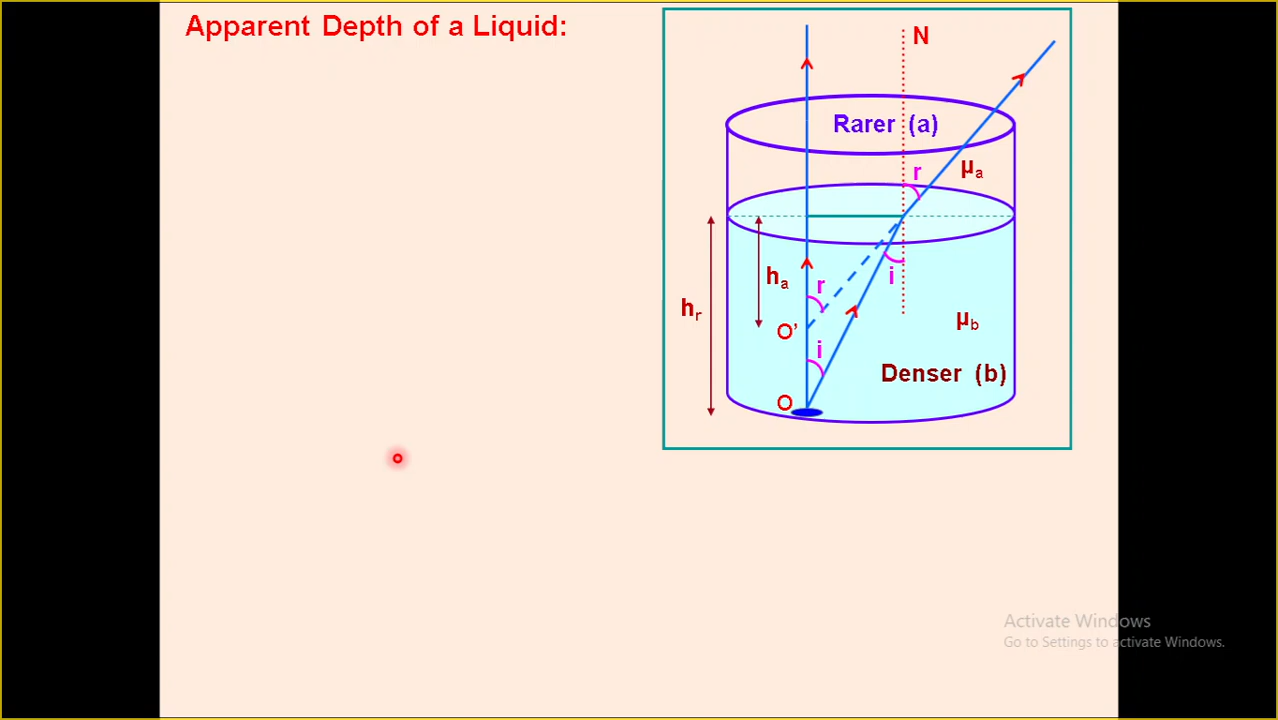 Apparent Depth of a Liquid:
N
Rarer (a)
r
μa
ha
r
i
hr
O’
μb
i
Denser (b)
O
Activate Windows
Go to Settings to activate Windows.